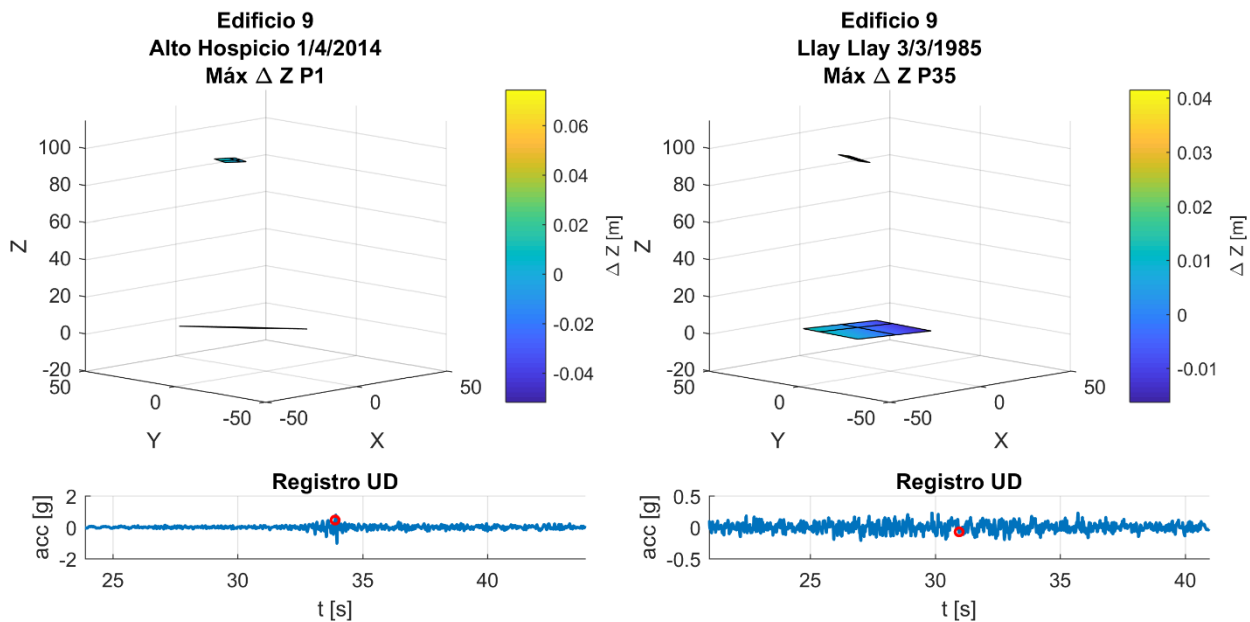 Edificio 9
Alto Hospicio 1/4/2014
Máx Δ Z P1
100
80
60
40
20
0
-20
Z
50
0
-50
Y
-50
0
50
X
0.06
0.04
0.02
0
-0.02
-0.04
Δ Z [m]
Registro UD
2
0
-2
acc [g]
25
30
35
40
t [s]
Edificio 9
Llay Llay 3/3/1985
Máx Δ Z P35
100
80
60
40
20
0
-20
Z
50
0
-50
Y
-50
0
50
X
0.04
0.03
0.02
0.01
0
-0.01
Δ Z [m]
Registro UD
0.5
0
-0.5
acc [g]
25
30
35
40
t [s]